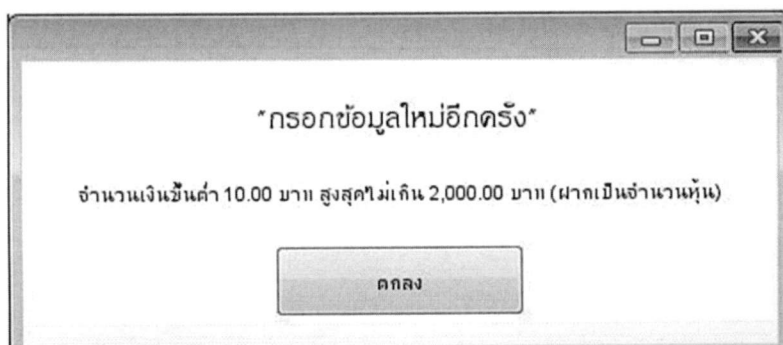 "กรอกข้อมูลใหม่อีกครั้ง"
จำนวนเงินขั้นต่ำ 10.00 บาท สูงสุดไม่เกิน 2,000.00 บาท (ฝากเป็นจำนวนหุ้น)
ตกลง